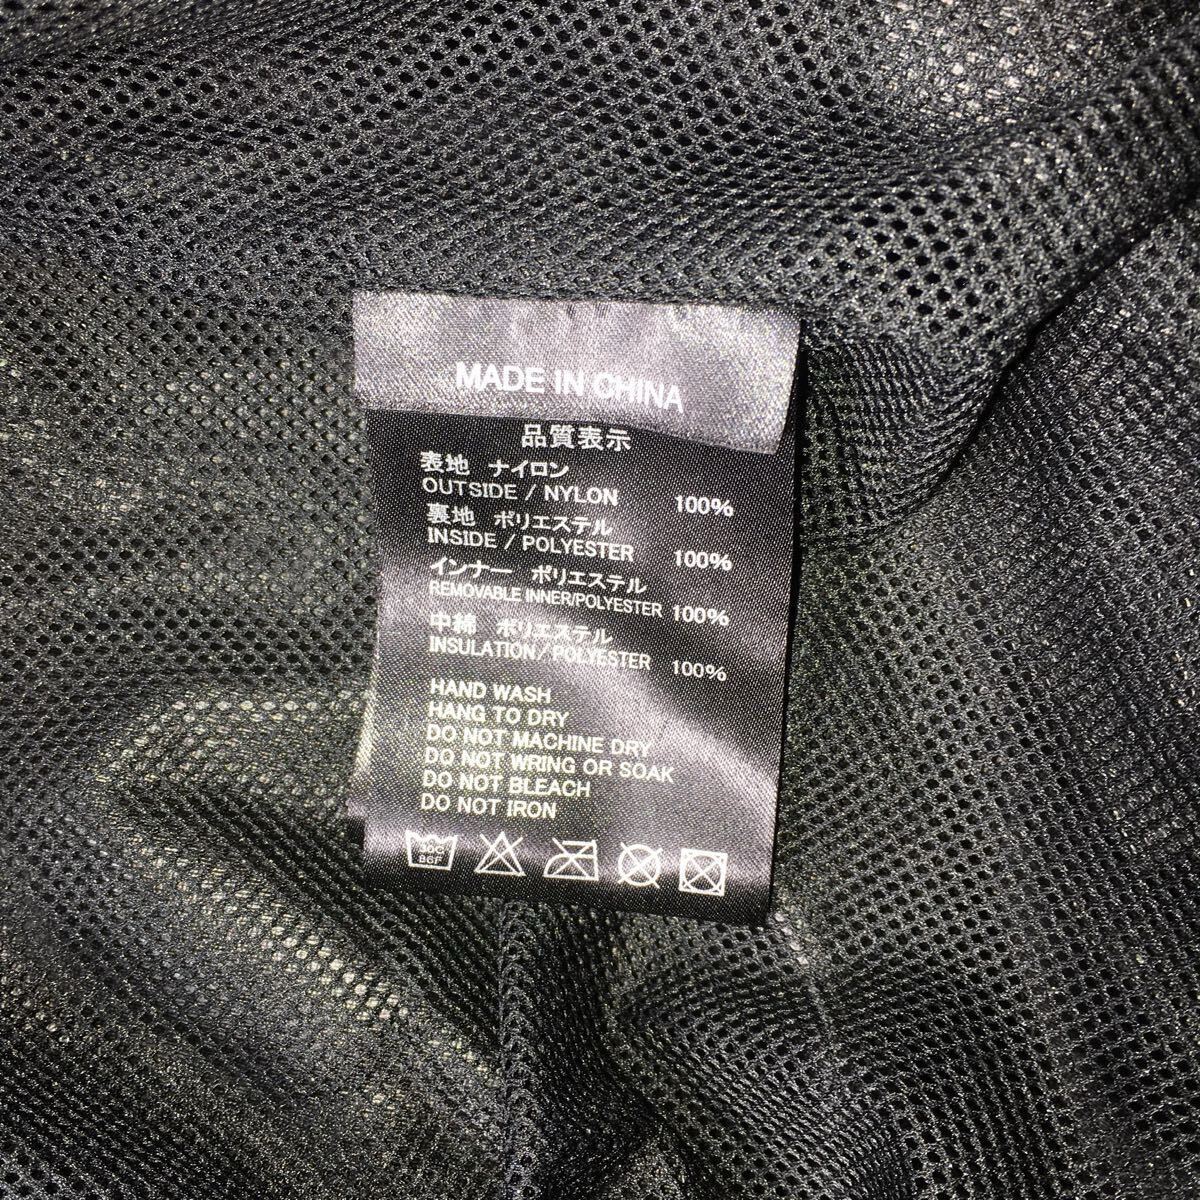 MADE IN CHINA
品質表示
表地 ナイロン
OUTSIDE / NYLON 100%
裏地 ポリエステル
INSIDE / POLYESTER 100%
インナー ポリエステル
REMOVABLE INNER/POLYESTER 100%
中綿 ポリエステル
INSULATION/POLYESTER 100%
HAND WASH
HANG TO DRY
DO NOT MACHINE DRY
DO NOT WRING OR SOAK
DO NOT BLEACH
DO NOT IRON
86F